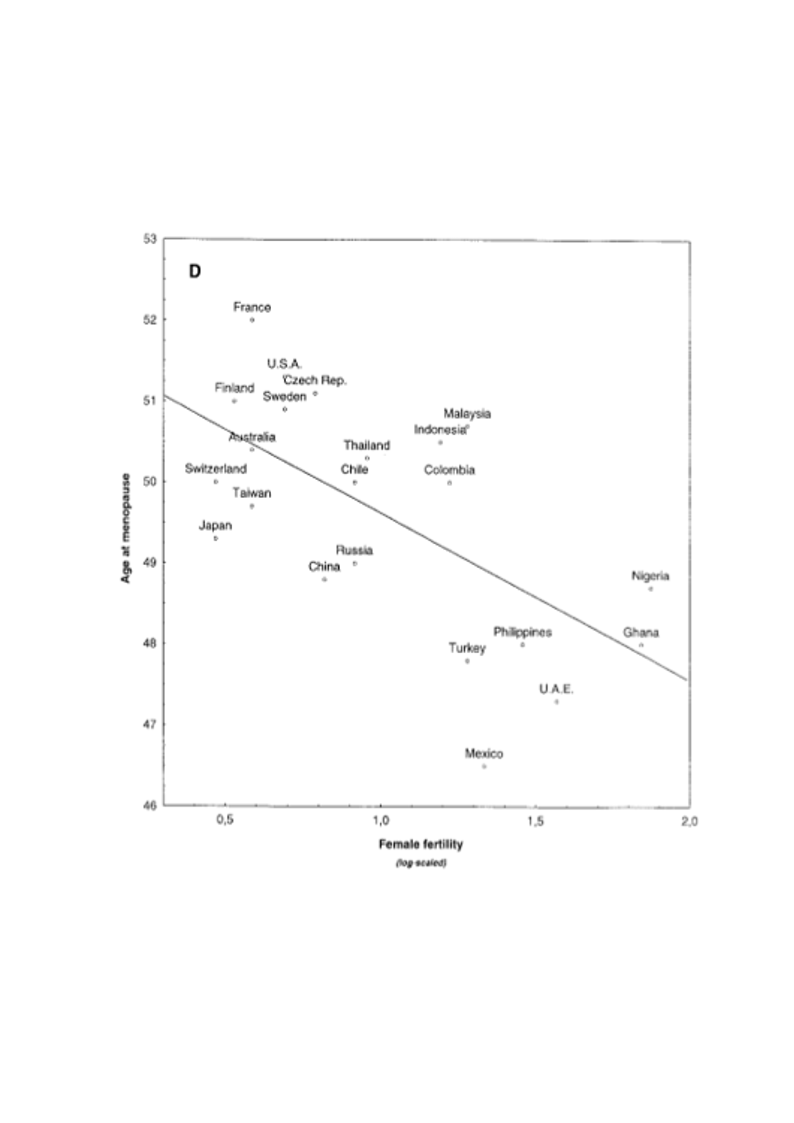 53
D
France
52
U.S.A.
Czech Rep.
Finland
Sweden
51
Malaysia
Indonesia
Australia
Thailand
Switzerland
Chile
Colombia
50
Taiwan
Japan
Russia
49
China
Nigeria
Philippines
Ghana
48
Turkey
U.A.E.
47
Mexico
46
Age at menopause
0,5 1,0 1,5 2,0
Female fertility
(log-scaled)